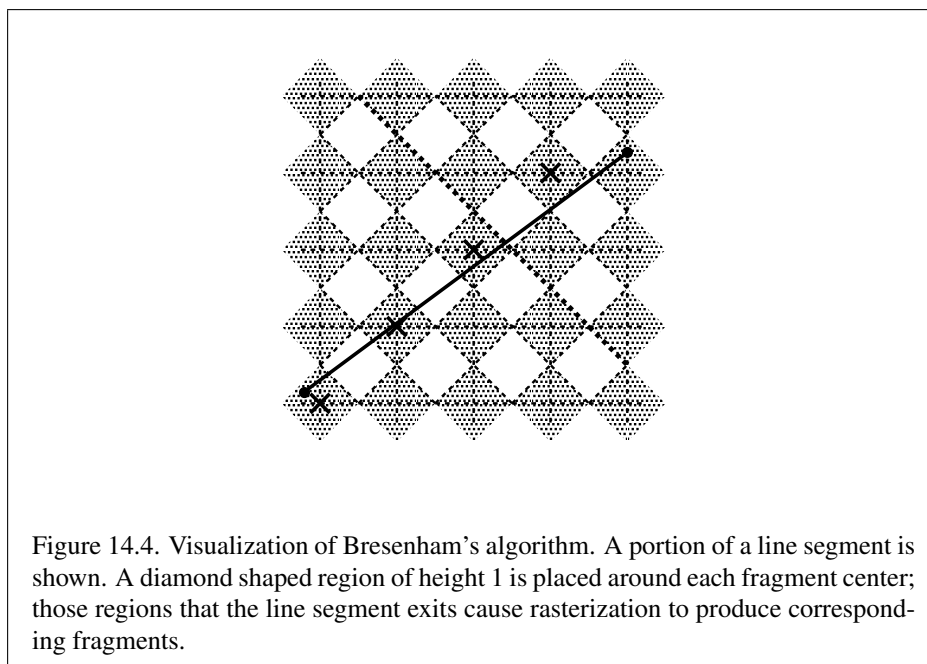 Figure 14.4. Visualization of Bresenham’s algorithm. A portion of a line segment is
shown. A diamond shaped region of height 1 is placed around each fragment center;
those regions that the line segment exits cause rasterization to produce correspond-
ing fragments.